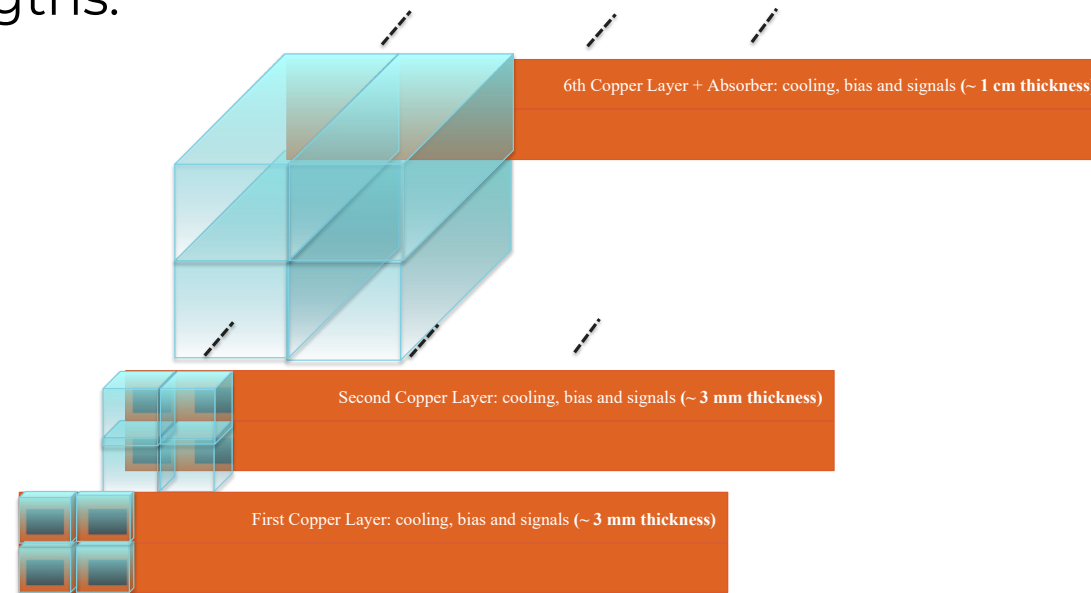 gths.
6th Copper Layer + Absorber: cooling, bias and signals (~ 1 cm thickness
Second Copper Layer: cooling, bias and signals (~ 3 mm thickness)
First Copper Layer: cooling, bias and signals (~ 3 mm thickness)